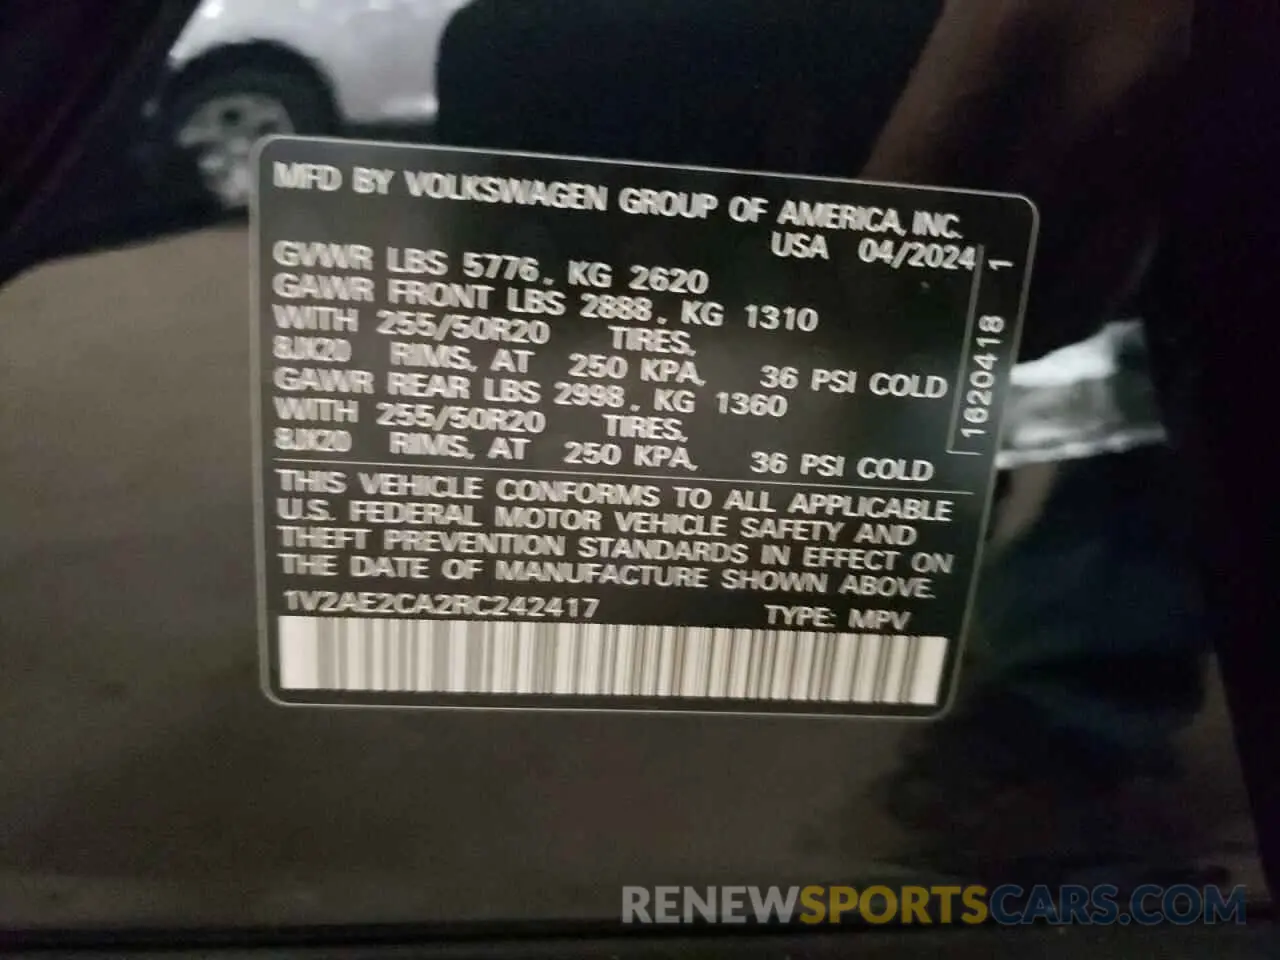 MFD BY VOLKSWAGEN GROUP OF AMERICA, INC.
USA 04/2024
GVWR LBS 5776, KG 2620
GAWR FRONT LBS 2888, KG 1310
WITH 255/50R20 TIRES,
8JX20 RIMS, AT 250 KPA, 36 PSI COLD
GAWR REAR LBS 2998, KG 1360
WITH 255/50R20 TIRES,
8JX20 RIMS, AT 250 KPA, 36 PSI COLD
1620418 1
THIS VEHICLE CONFORMS TO ALL APPLICABLE
U.S. FEDERAL MOTOR VEHICLE SAFETY AND
THEFT PREVENTION STANDARDS IN EFFECT ON
THE DATE OF MANUFACTURE SHOWN ABOVE.
1V2AE2CA2RC242417 TYPE: MPV
RENEWSPORTSCARS.COM